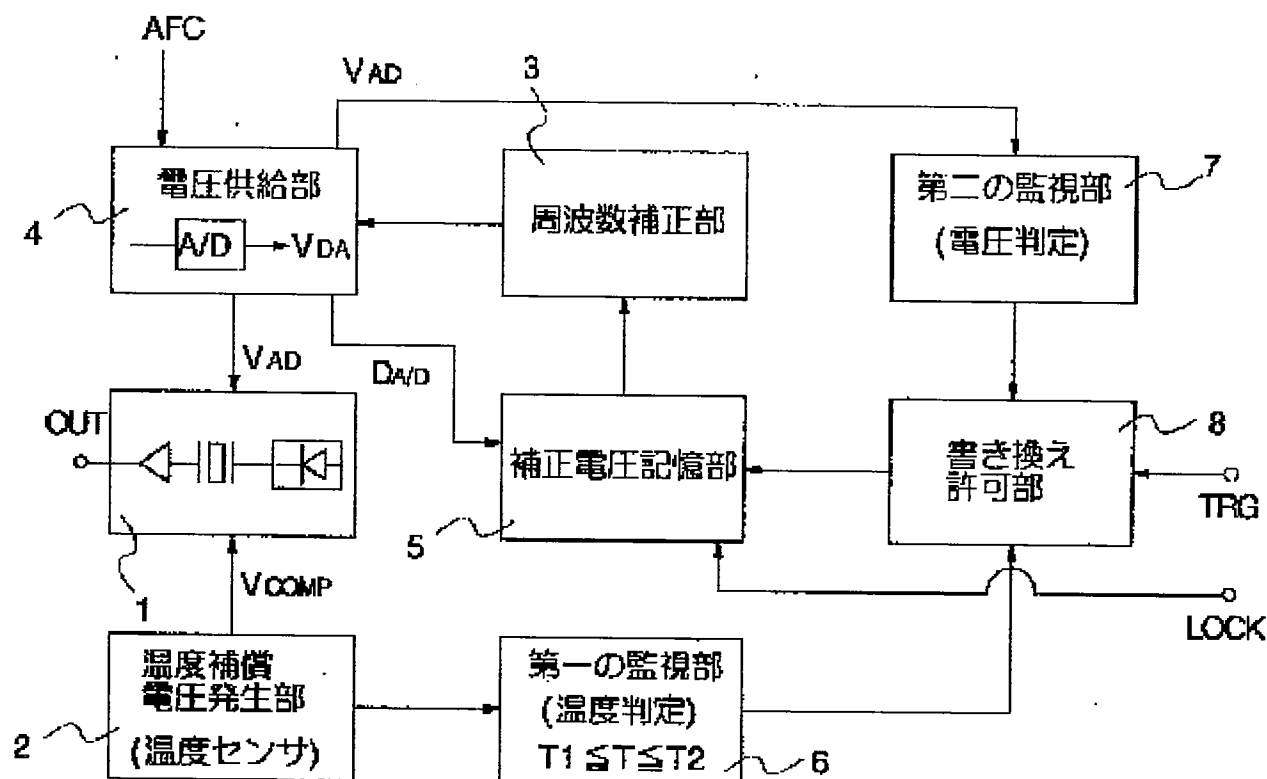 AFC
VAD
3
電圧供給部
4
A/D
VDA
周波数補正部
第二の監視部
(電圧判定)
7
VAD
DA/D
OUT
補正電圧記憶部
8
書き換え
許可部
TRG
5
1
VCOMP
LOCK
温度補償
電圧発生部
(温度センサ)
2
第一の監視部
(温度判定)
T1≦T≦T2
6